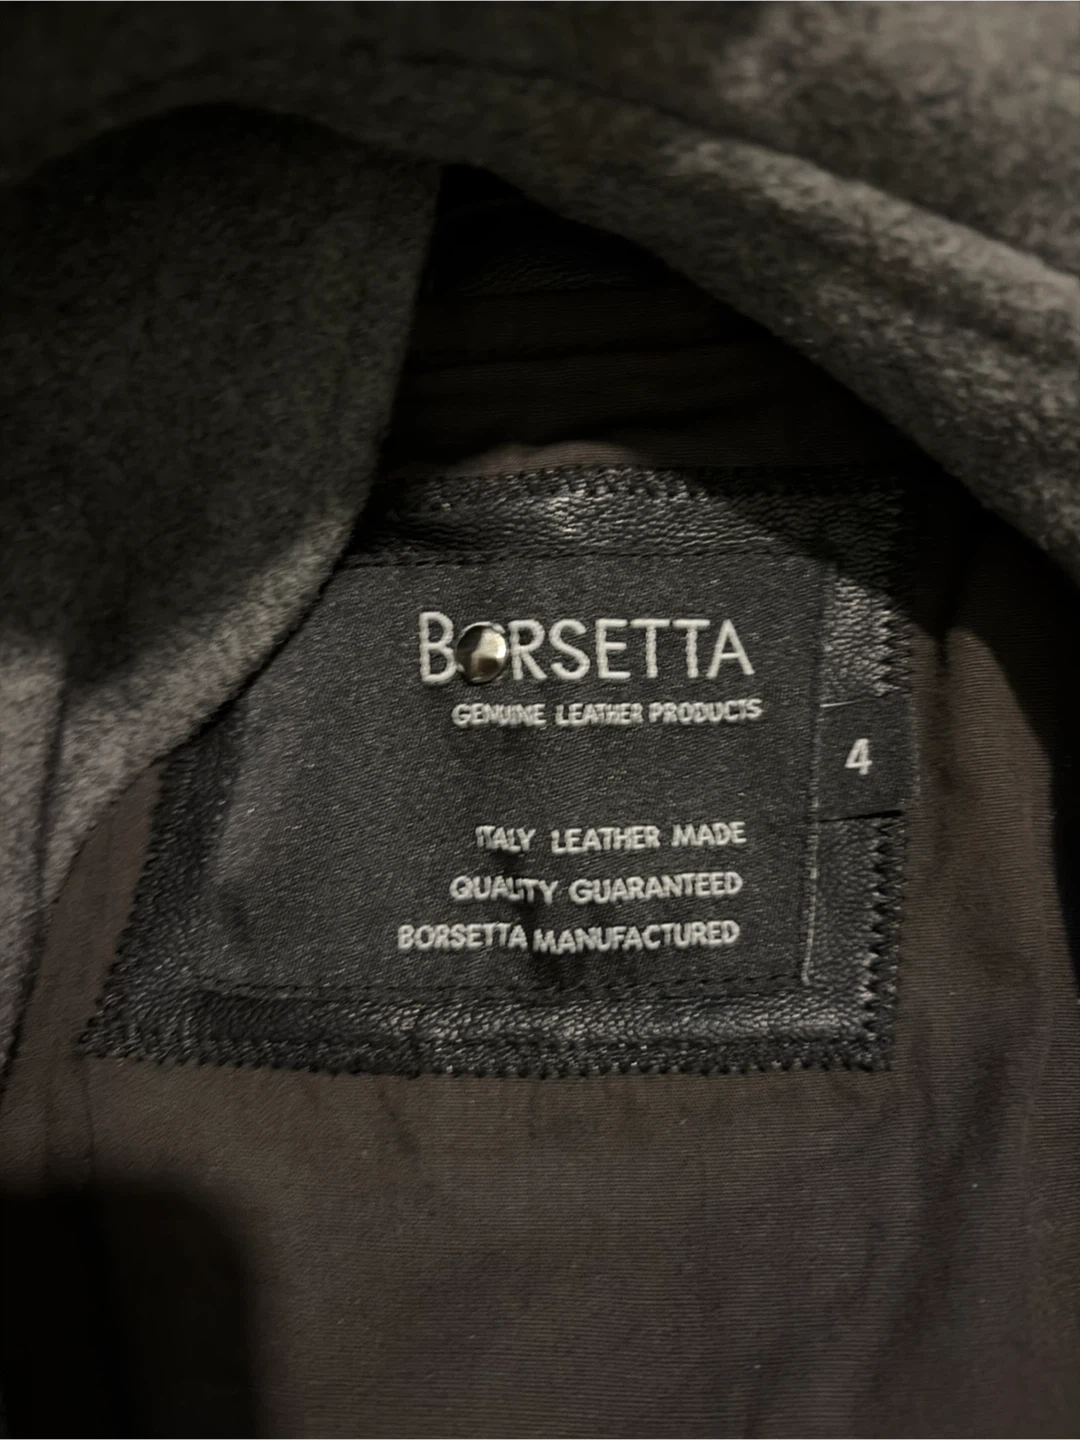 BORSETTA
GENUINE LEATHER PRODUCTS
4
ITALY LEATHER MADE
QUALITY GUARANTEED
BORSETTA MANUFACTURED